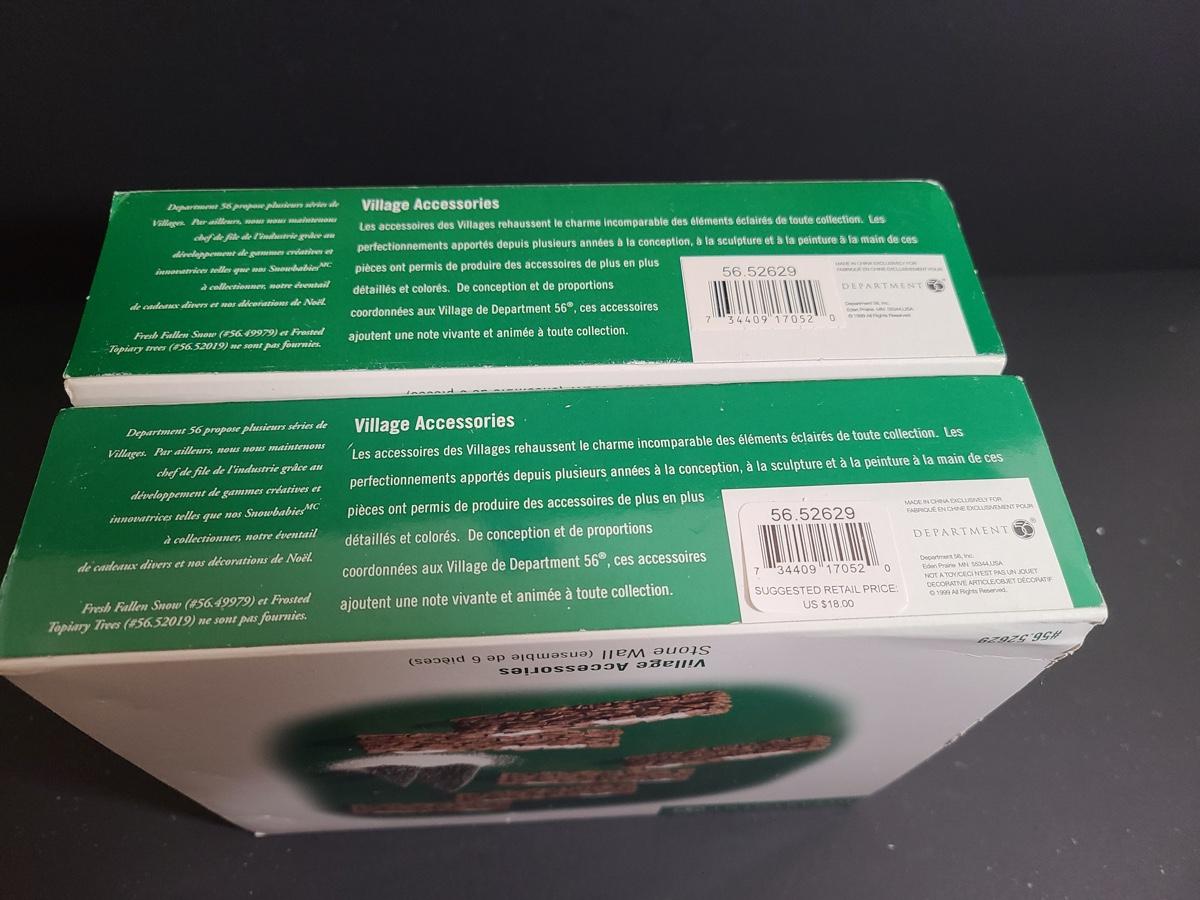 Department 56 propose plusieurs séries de
Villages. Par ailleurs, nous nous maintenons
chef de file de l'industrie grâce au
développement de gammes créatives et
innovatrices telles que nos Snowbabies MC
à collectionner, notre éventail
de cadeaux divers et nos décorations de Noël.
Fresh Fallen Snow (#56.49979) et Frosted
Topiary trees (#56.52019) ne sont pas fournies.
Village Accessories
Les accessoires des Villages rehaussent le charme incomparable des éléments éclairés de toute collection. Les
perfectionnements apportés depuis plusieurs années à la conception, à la sculpture et à la peinture à la main de ces
pièces ont permis de produire des accessoires de plus en plus
détaillés et colorés. De conception et de proportions
coordonnées aux Village de Department 56®, ces accessoires
ajoutent une note vivante et animée à toute collection.
56.52629
7 34409 17052 0
MADE IN CHINA EXCLUSIVELY FOR
FABRIQUÉ EN CHINE EXCLUSIVEMENT POUR
DEPARTMENT 56®
Department 56, Inc.
Eden Prairie MN 55344,USA
© 1999 All Rights Reserved.
Department 56 propose plusieurs séries de
Villages. Par ailleurs, nous nous maintenons
chef de file de l'industrie grâce au
développement de gammes créatives et
innovatrices telles que nos Snowbabies MC
à collectionner, notre éventail
de cadeaux divers et nos décorations de Noël.
Fresh Fallen Snow (#56.49979) et Frosted
Topiary Trees (#56.52019) ne sont pas fournies.
Village Accessories
Les accessoires des Villages rehaussent le charme incomparable des éléments éclairés de toute collection. Les
perfectionnements apportés depuis plusieurs années à la conception, à la sculpture et à la peinture à la main de ces
pièces ont permis de produire des accessoires de plus en plus
détaillés et colorés. De conception et de proportions
coordonnées aux Village de Department 56®, ces accessoires
ajoutent une note vivante et animée à toute collection.
56.52629
7 34409 17052 0
SUGGESTED RETAIL PRICE:
US $18.00
MADE IN CHINA EXCLUSIVELY FOR
FABRIQUÉ EN CHINE EXCLUSIVEMENT POUR
DEPARTMENT 56®
Department 56, Inc.
Eden Prairie MN 55344,USA
NOT A TOY/CECI N'EST PAS UN JOUET
DECORATIVE ARTICLE/OBJET DÉCORATIF
© 1999 All Rights Reserved.
#56.52629
Village Accessories
Stone Wall (ensemble de 6 pièces)